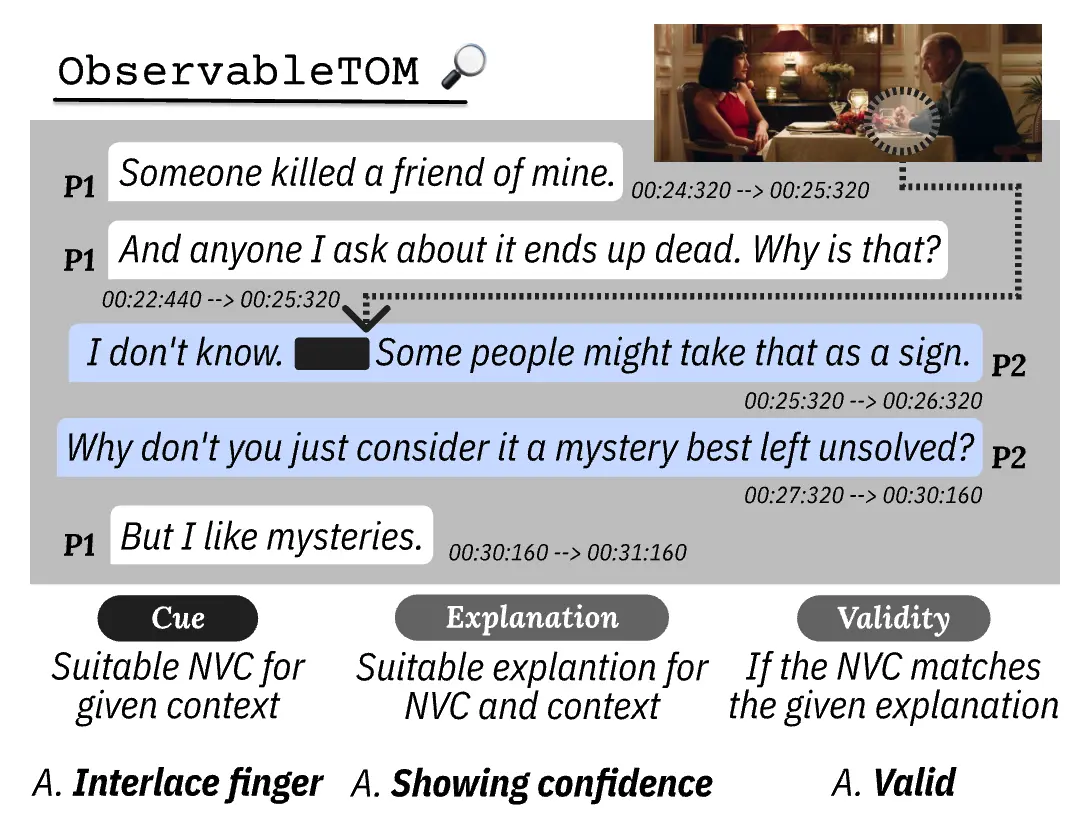 ObservableTOM
P1 Someone killed a friend of mine. 00:24:320 --> 00:25:320
P1 And anyone I ask about it ends up dead. Why is that?
00:22:440 --> 00:25:320
I don't know. Some people might take that as a sign. P2
00:25:320 --> 00:26:320
Why don't you just consider it a mystery best left unsolved? P2
00:27:320 --> 00:30:160
P1 But I like mysteries. 00:30:160 --> 00:31:160
Cue
Suitable NVC for
given context
A. Interlace finger
Explanation
Suitable explantion for
NVC and context
A. Showing confidence
Validity
If the NVC matches
the given explanation
A. Valid